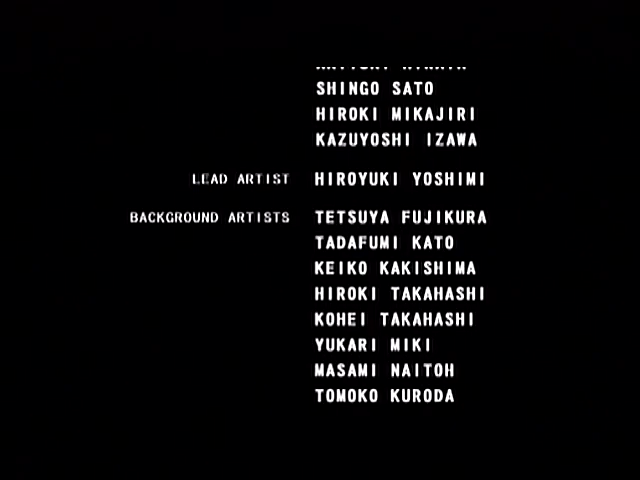 SHINGO SATO
HIROKI MIKAJIRI
KAZUYOSHI IZAWA
LEAD ARTIST HIROYUKI YOSHIMI
BACKGROUND ARTISTS TETSUYA FUJIKURA
TADAFUMI KATO
KEIKO KAKISHIMA
HIROKI TAKAHASHI
KOHEI TAKAHASHI
YUKARI MIKI
MASAMI NAITOH
TOMOKO KURODA